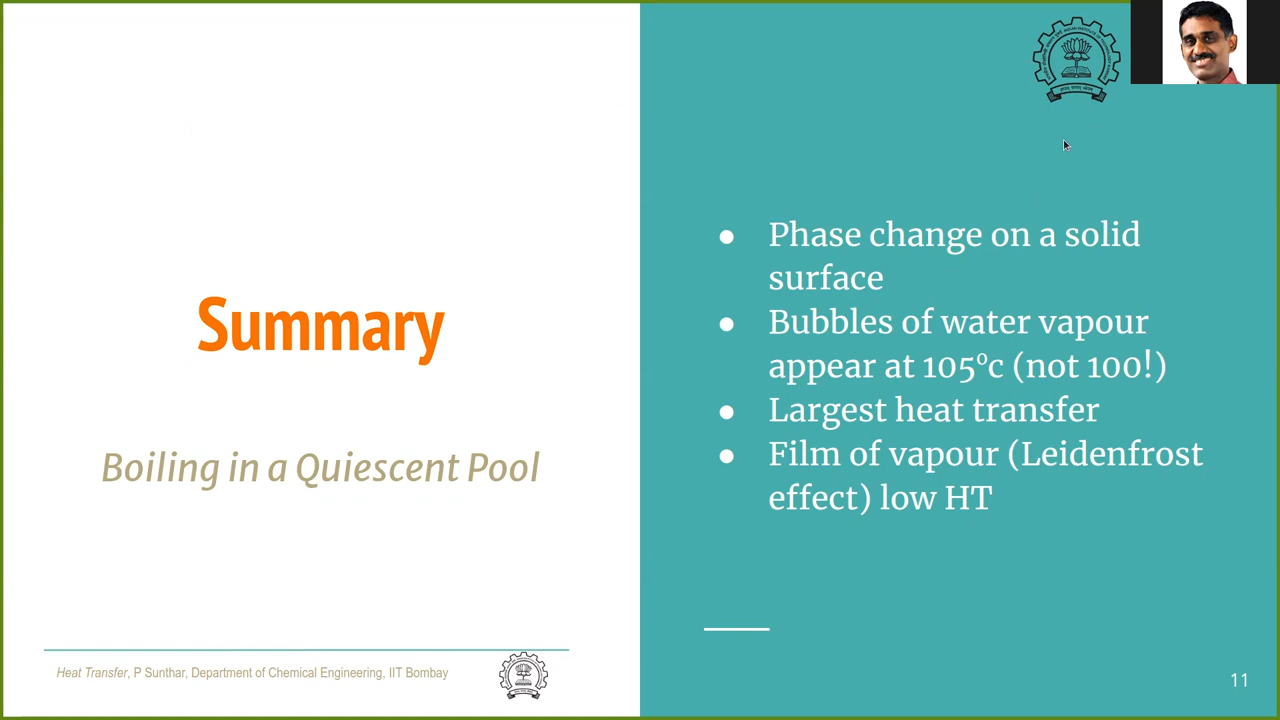 Summary
Boiling in a Quiescent Pool
Heat Transfer, P Sunthar, Department of Chemical Engineering, IIT Bombay
● Phase change on a solid
surface
● Bubbles of water vapour
appear at 105⁰c (not 100!)
● Largest heat transfer
● Film of vapour (Leidenfrost
effect) low HT
11